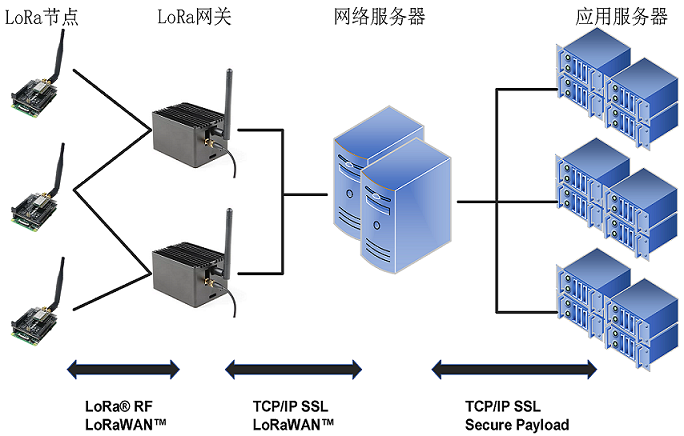 LoRa节点
LoRa网关
网络服务器
应用服务器
LoRa® RF
LoRaWAN™
TCP/IP SSL
LoRaWAN™
TCP/IP SSL
Secure Payload